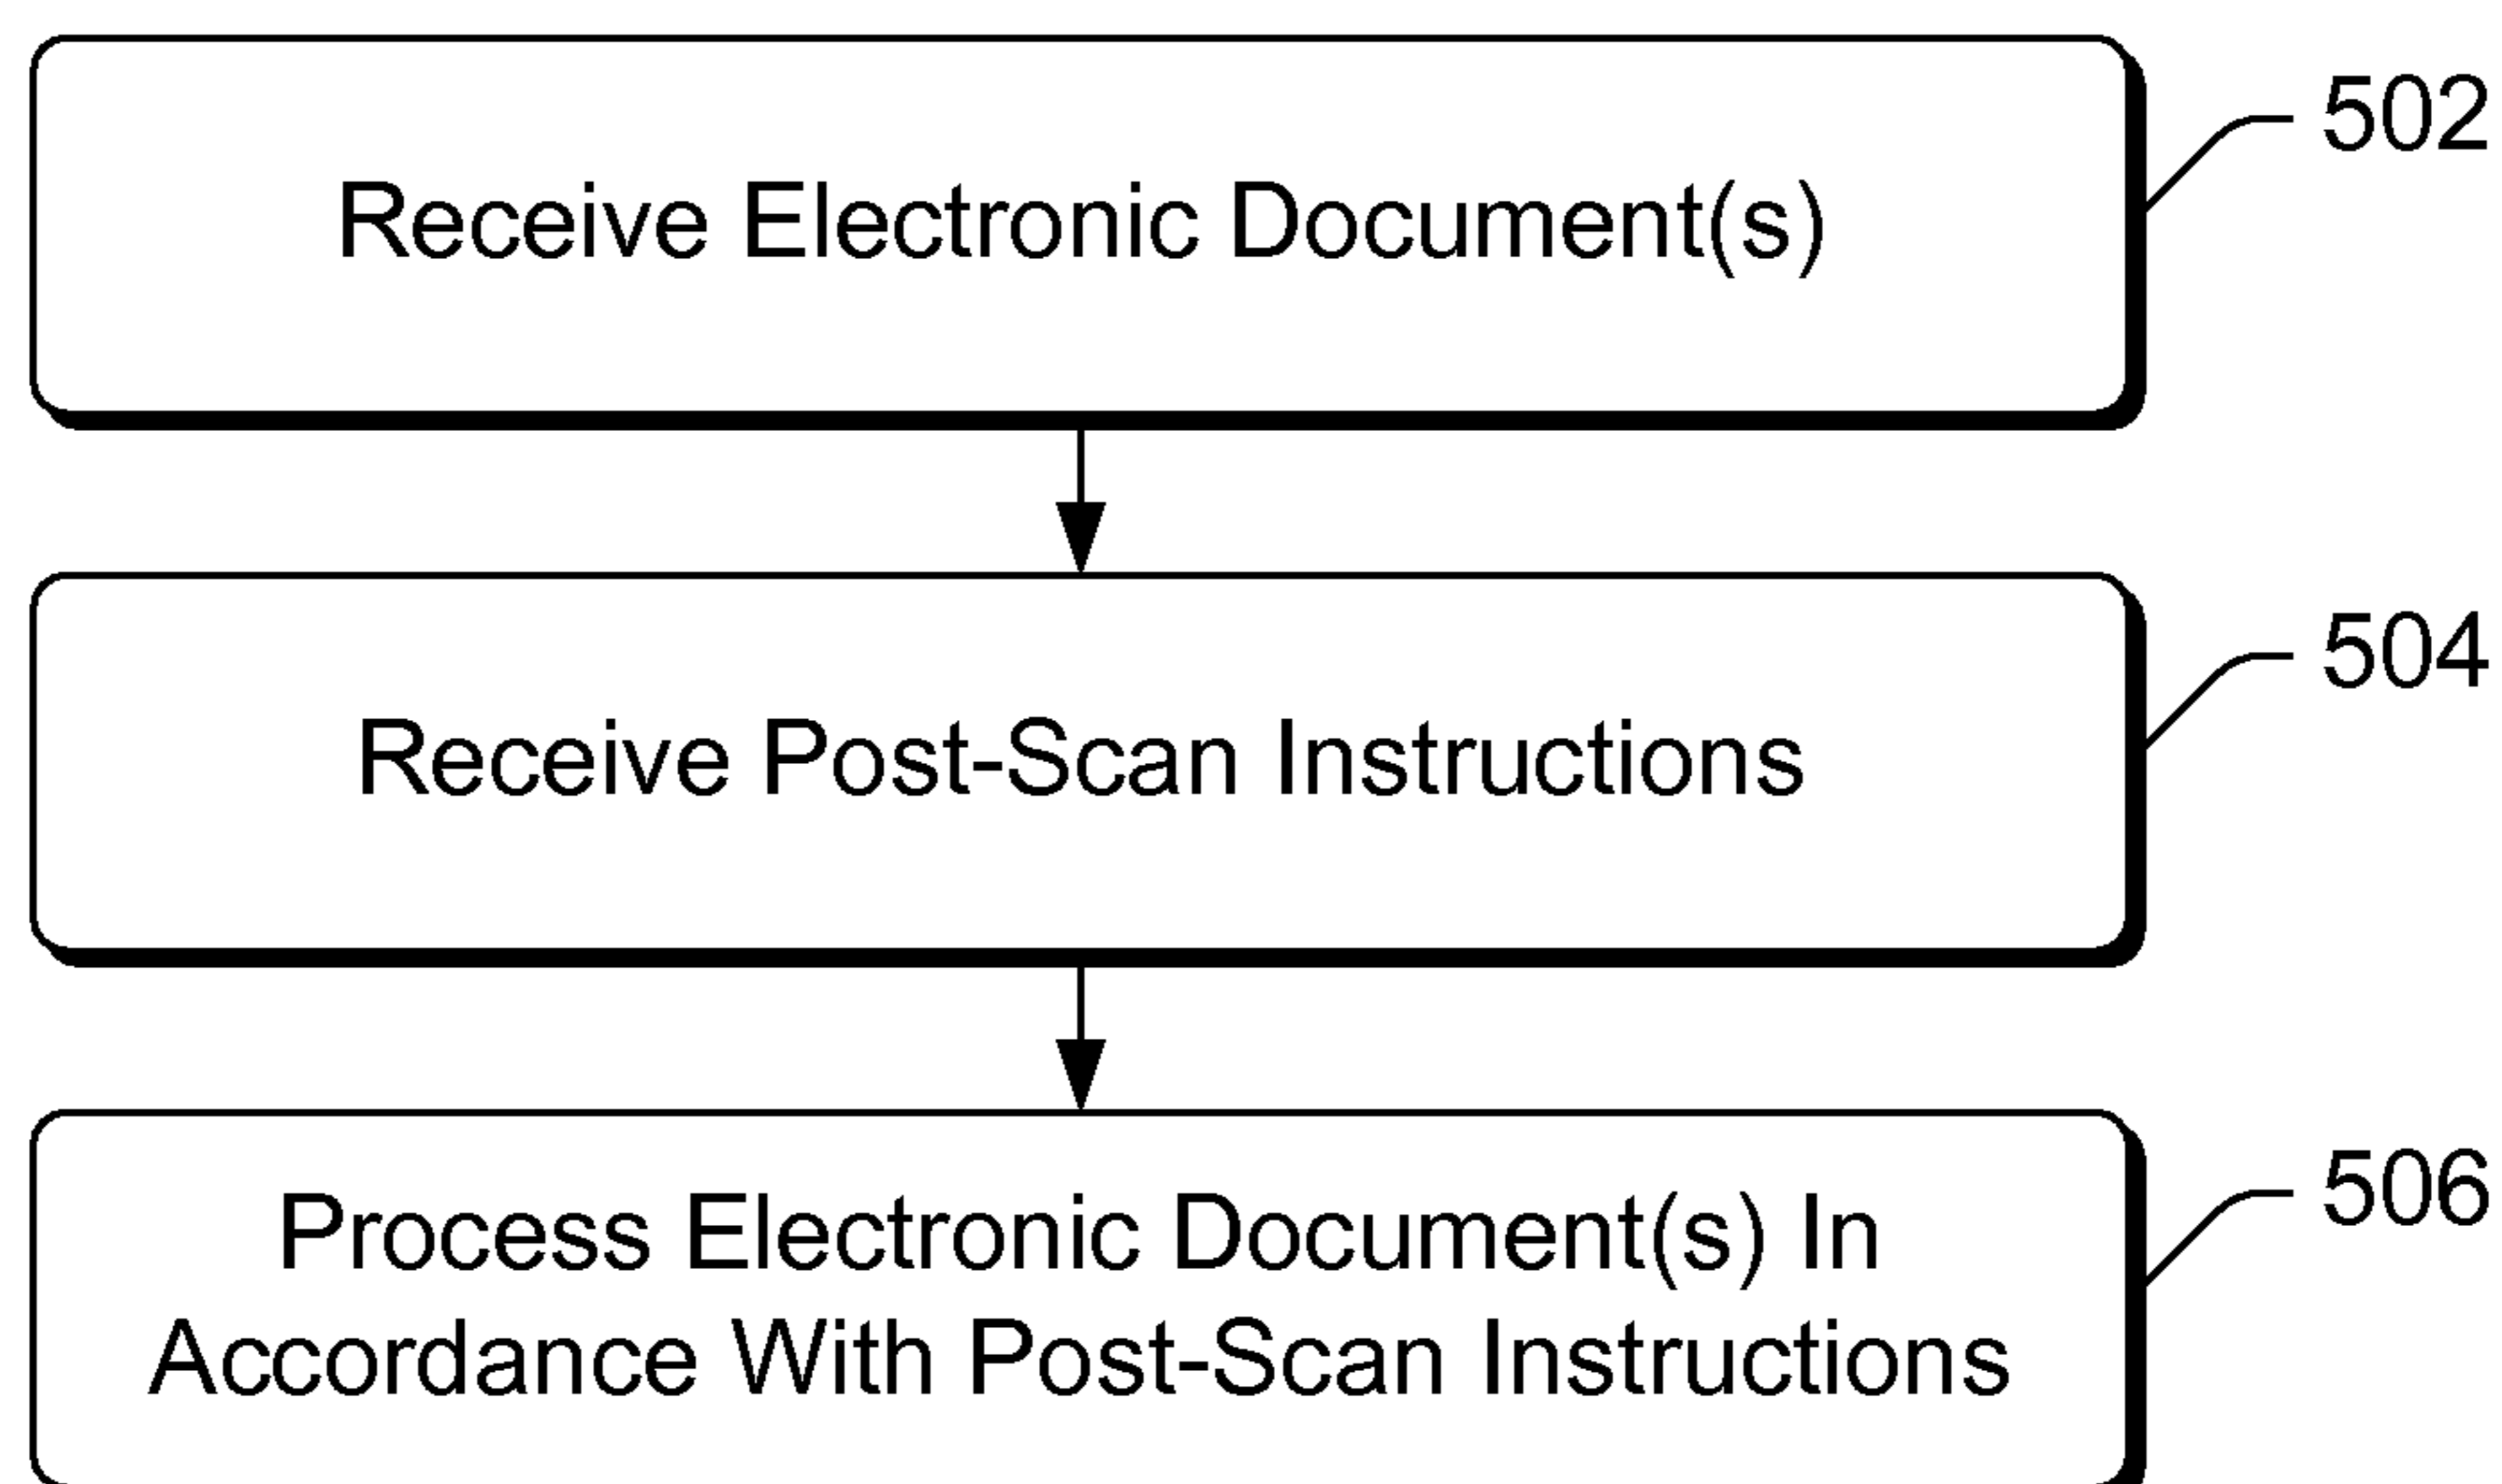 Receive Electronic Document(s)
502
Receive Post-Scan Instructions
504
Process Electronic Document(s) In
Accordance With Post-Scan Instructions
506